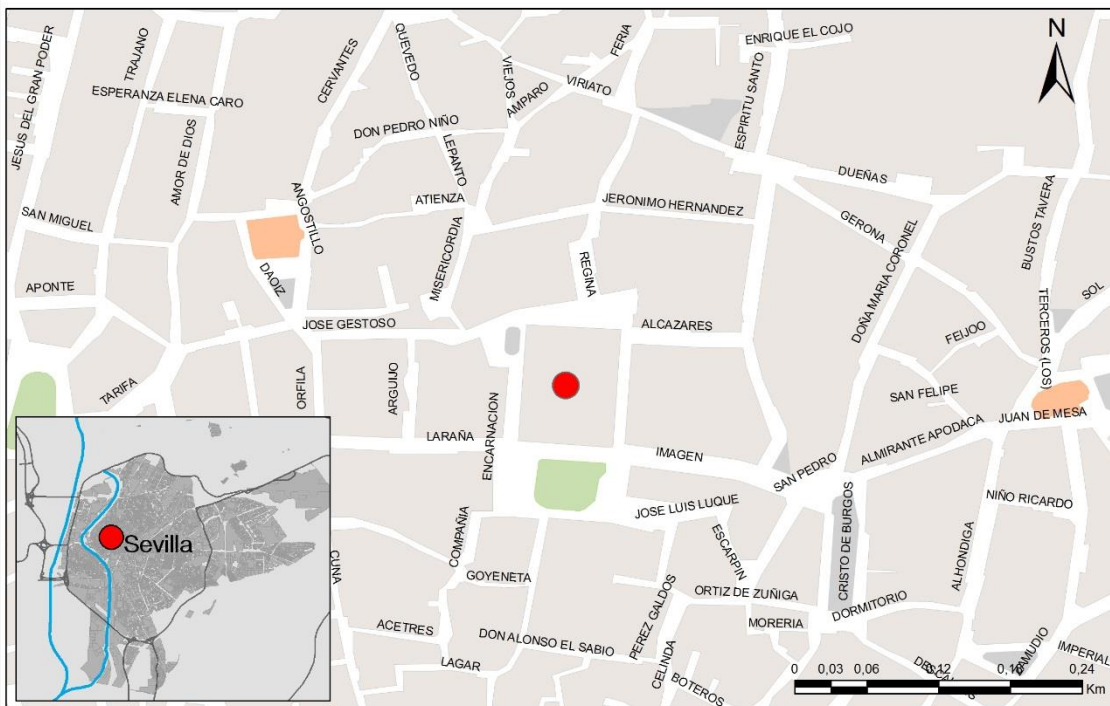 JESUS DEL GRAN PODER
TRAJANO
ESPERANZA ELENA CARO
AMOR DE DIOS
CERVANTES
QUEVEDO
VIEJOS
AMPARO
FERIA
VIRIATO
ENRIQUE EL COJO
ESPIRITU SANTO
N
DON PEDRO NIÑO
LEPANTO
ATIENZA
ANGOSTILLO
SAN MIGUEL
DAOIZ
APONTE
MISERICORDIA
JERONIMO HERNANDEZ
REGINA
DUEÑAS
GERONA
DOÑA MARIA CORONEL
BUSTOS TAVERA
SOL
TERCEROS (LOS)
JOSE GESTOSO
ALCAZARES
FEIJOO
SAN FELIPE
JUAN DE MESA
ALMIRANTE APODACA
TARIFA
ORFILA
ARGUIJO
LARAÑA
ENCARNACION
IMAGEN
SAN PEDRO
JOSE LUIS LUQUE
NIÑO RICARDO
COMPAÑIA
ESCARPIN
CRISTO DE BURGOS
ALHONDIGA
Sevilla
CUNA
GOYENETA
PEREZ GALDOS
ORTIZ DE ZUÑIGA
DORMITORIO
MORERIA
ACETRES
DON ALONSO EL SABIO
LAGAR
CELINDA
BOTEROS
IMPERIAL
0 0,03 0,06 0,12 0,18 0,24
Km